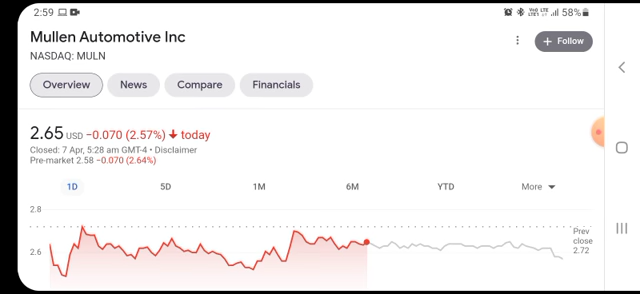 2:59
58%
Mullen Automotive Inc
NASDAQ: MULN
+ Follow
Overview News Compare Financials
2.65 USD −0.070 (2.57%) ↓ today
Closed: 7 Apr, 5:28 am GMT-4 • Disclaimer
Pre-market 2.58 −0.070 (2.64%)
1D 5D 1M 6M YTD More
2.8
2.6
Prev
close
2.72